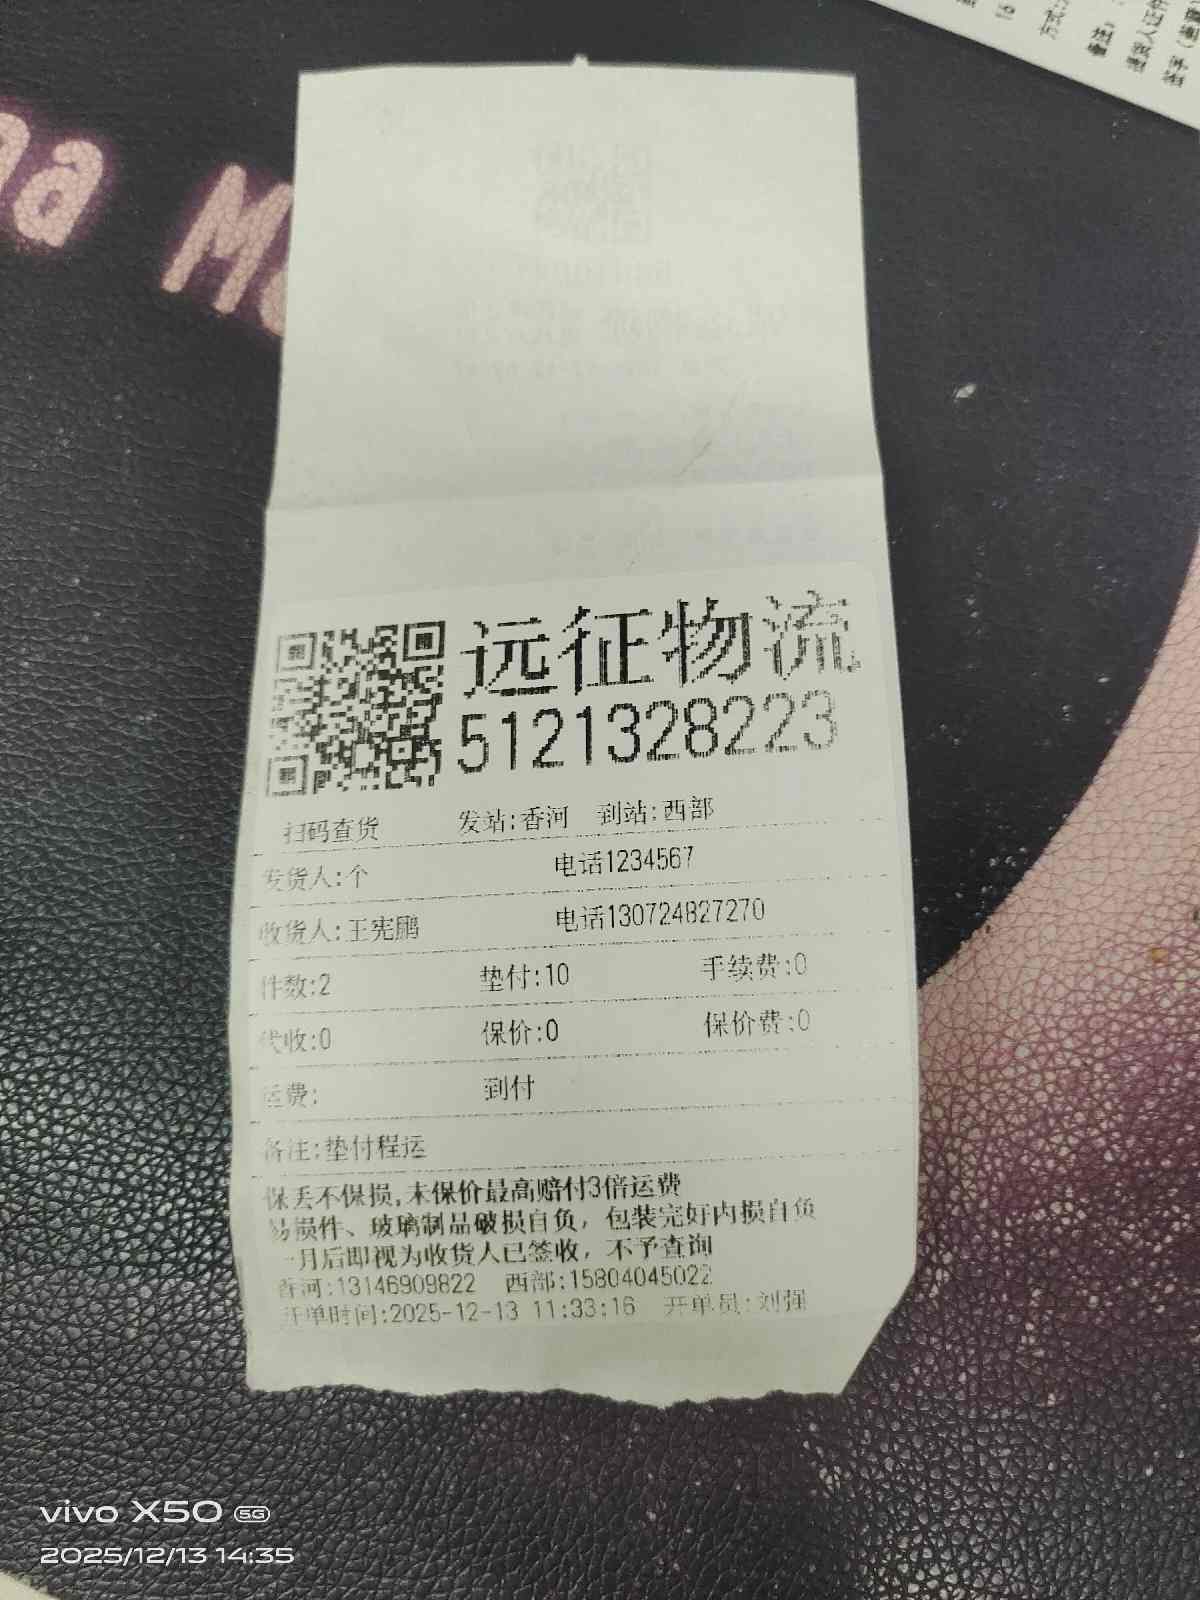 远征物流
5121328223
扫码查货 发站:香河 到站:西部
发货人:个 电话1234567
收货人:王宪鹏 电话130724827270
件数:2 垫付:10 手续费:0
代收:0 保价:0 保价费:0
运费: 到付
备注:垫付程运
保丢不保损,未保价最高赔付3倍运费
易损件、玻璃制品破损自负，包装完好内损自负
一月后即视为收货人已签收，不予查询
香河:13146909822 西部:15804045022
开单时间:2025-12-13 11:33:16 开单员:刘强
vivo X50 5G
2025/12/13 14:35